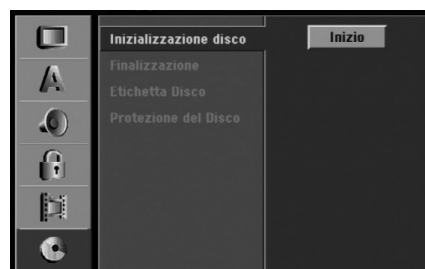 Inizializzazione disco
Inizio
Finalizzazione
Etichetta Disco
Protezione del Disco
A